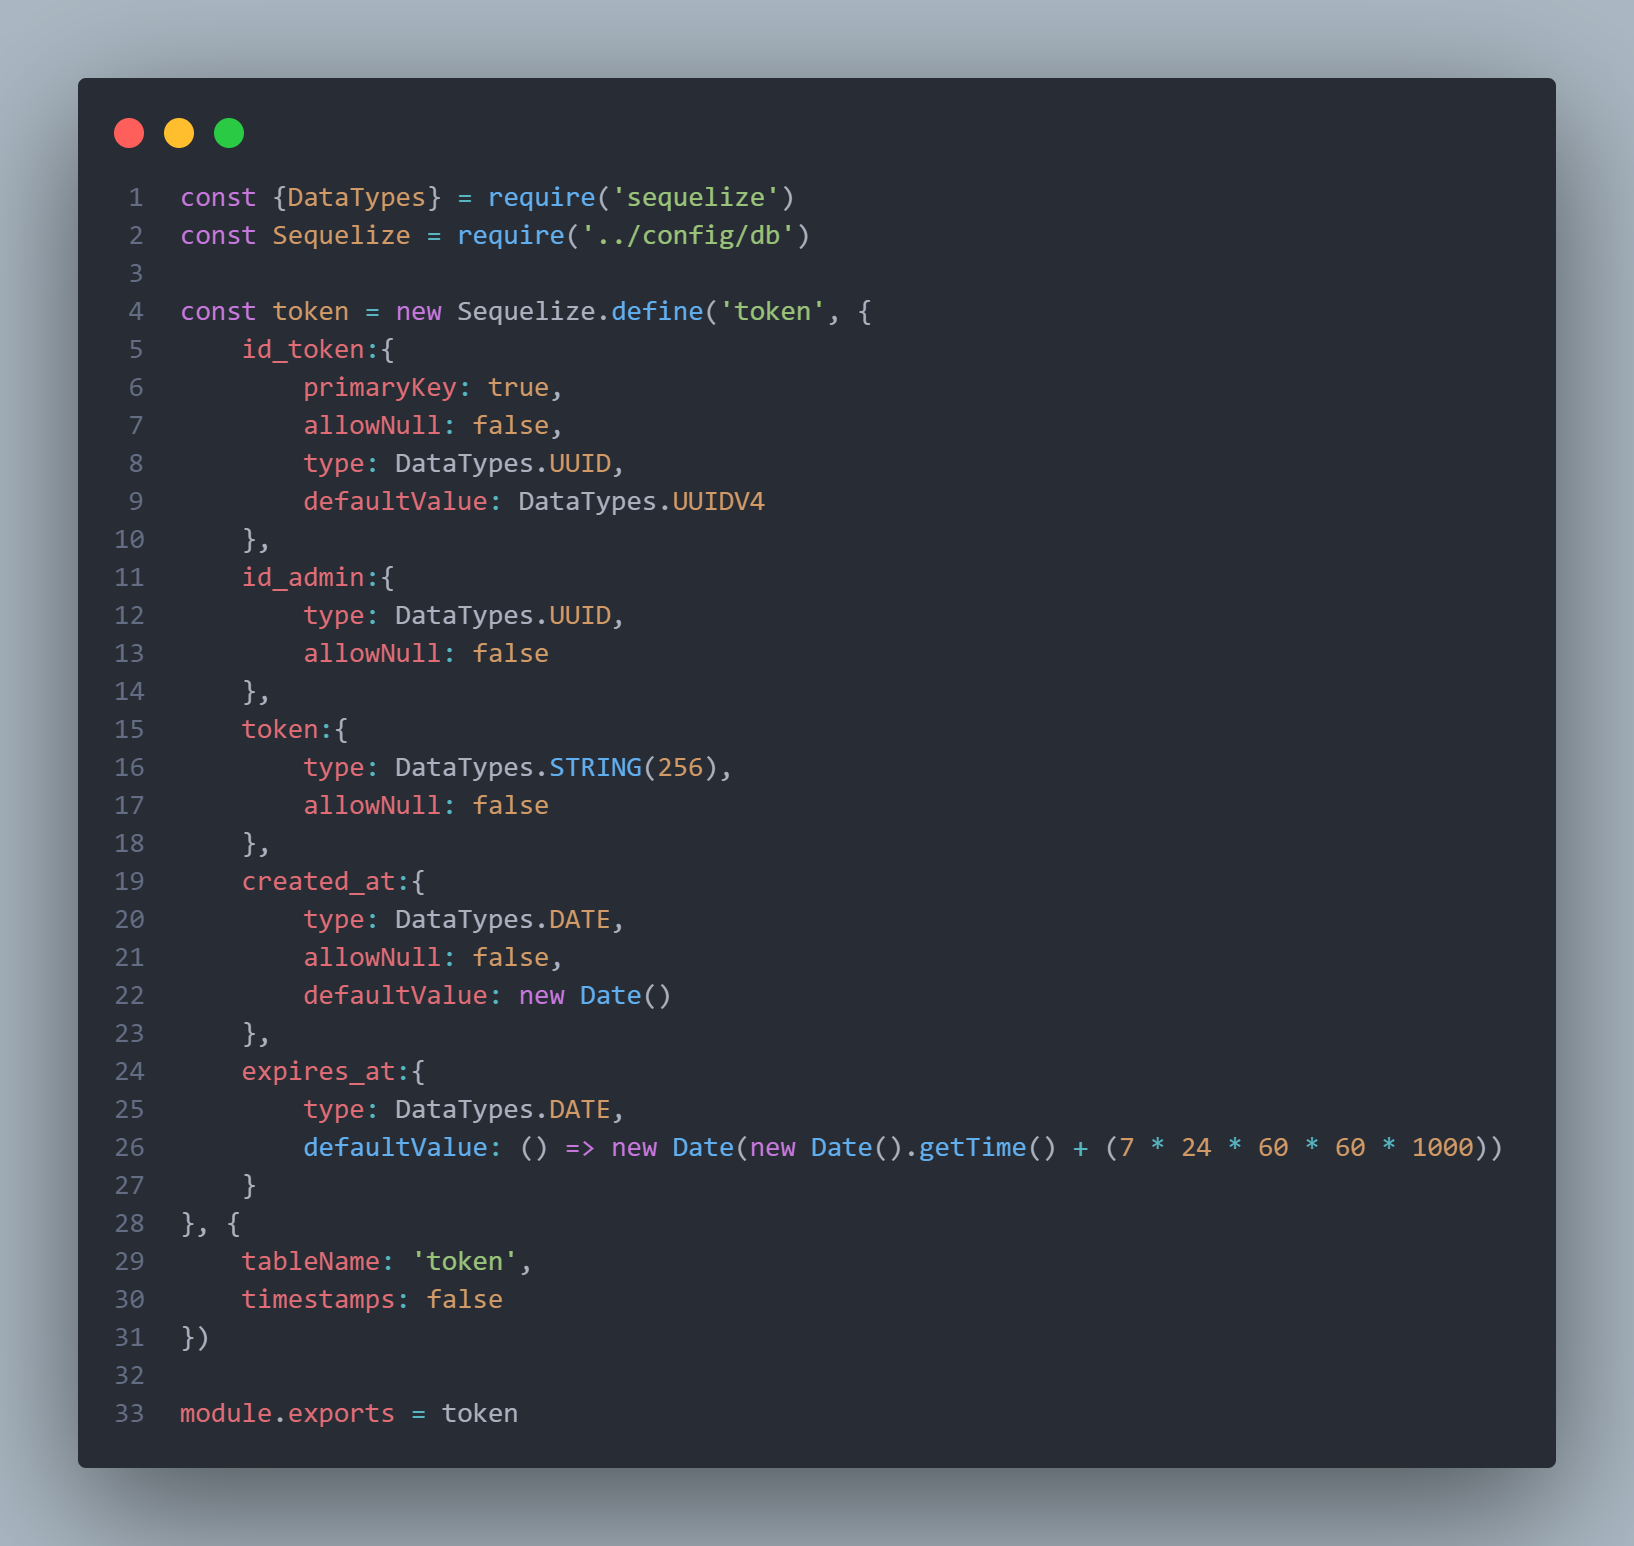 1 const {DataTypes} = require('sequelize')
2 const Sequelize = require('../config/db')
3
4 const token = new Sequelize.define('token', {
5     id_token:{
6         primaryKey: true,
7         allowNull: false,
8         type: DataTypes.UUID,
9         defaultValue: DataTypes.UUIDV4
10     },
11     id_admin:{
12         type: DataTypes.UUID,
13         allowNull: false
14     },
15     token:{
16         type: DataTypes.STRING(256),
17         allowNull: false
18     },
19     created_at:{
20         type: DataTypes.DATE,
21         allowNull: false,
22         defaultValue: new Date()
23     },
24     expires_at:{
25         type: DataTypes.DATE,
26         defaultValue: () => new Date(new Date().getTime() + (7 * 24 * 60 * 60 * 1000))
27     }
28 }, {
29     tableName: 'token',
30     timestamps: false
31 })
32
33 module.exports = token